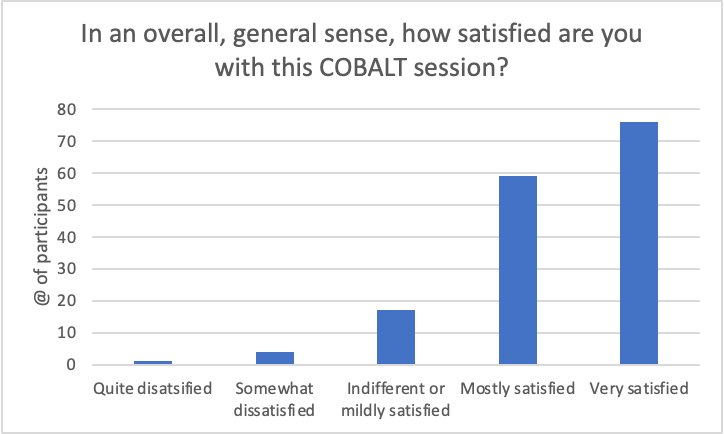 In an overall, general sense, how satisfied are you
with this COBALT session?
@ of participants
80
70
60
50
40
30
20
10
0
Quite disatsified
Somewhat
dissatisfied
Indifferent or
mildly satisfied
Mostly satisfied
Very satisfied